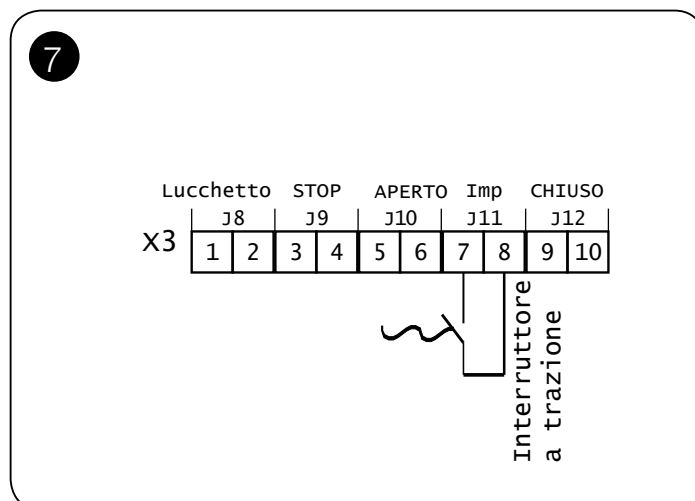 7
Lucchetto STOP APERTO Imp CHIUSO
J8 J9 J10 J11 J12
X3 1 2 3 4 5 6 7 8 9 10
Interruttore
a trazione